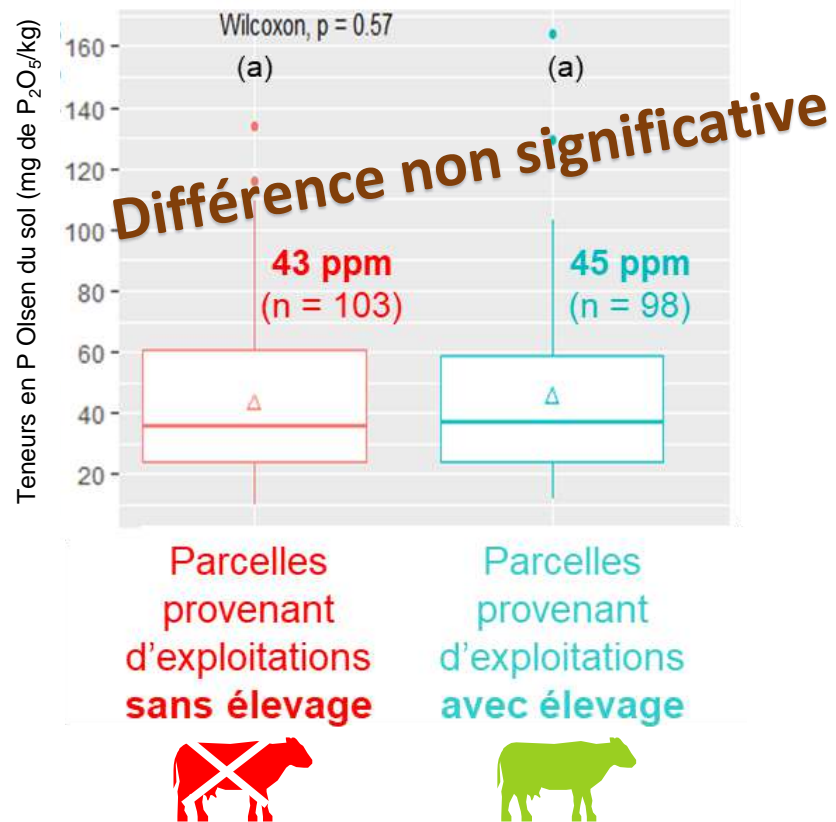 Teneurs en P Olsen du sol (mg de P₂O₅/kg)
Wilcoxon, p = 0.57
(a)
(a)
160
140
120
100
80
60
40
20
Différence non significative
43 ppm
(n = 103)
45 ppm
(n = 98)
Parcelles
provenant
d’exploitations
sans élevage
Parcelles
provenant
d’exploitations
avec élevage